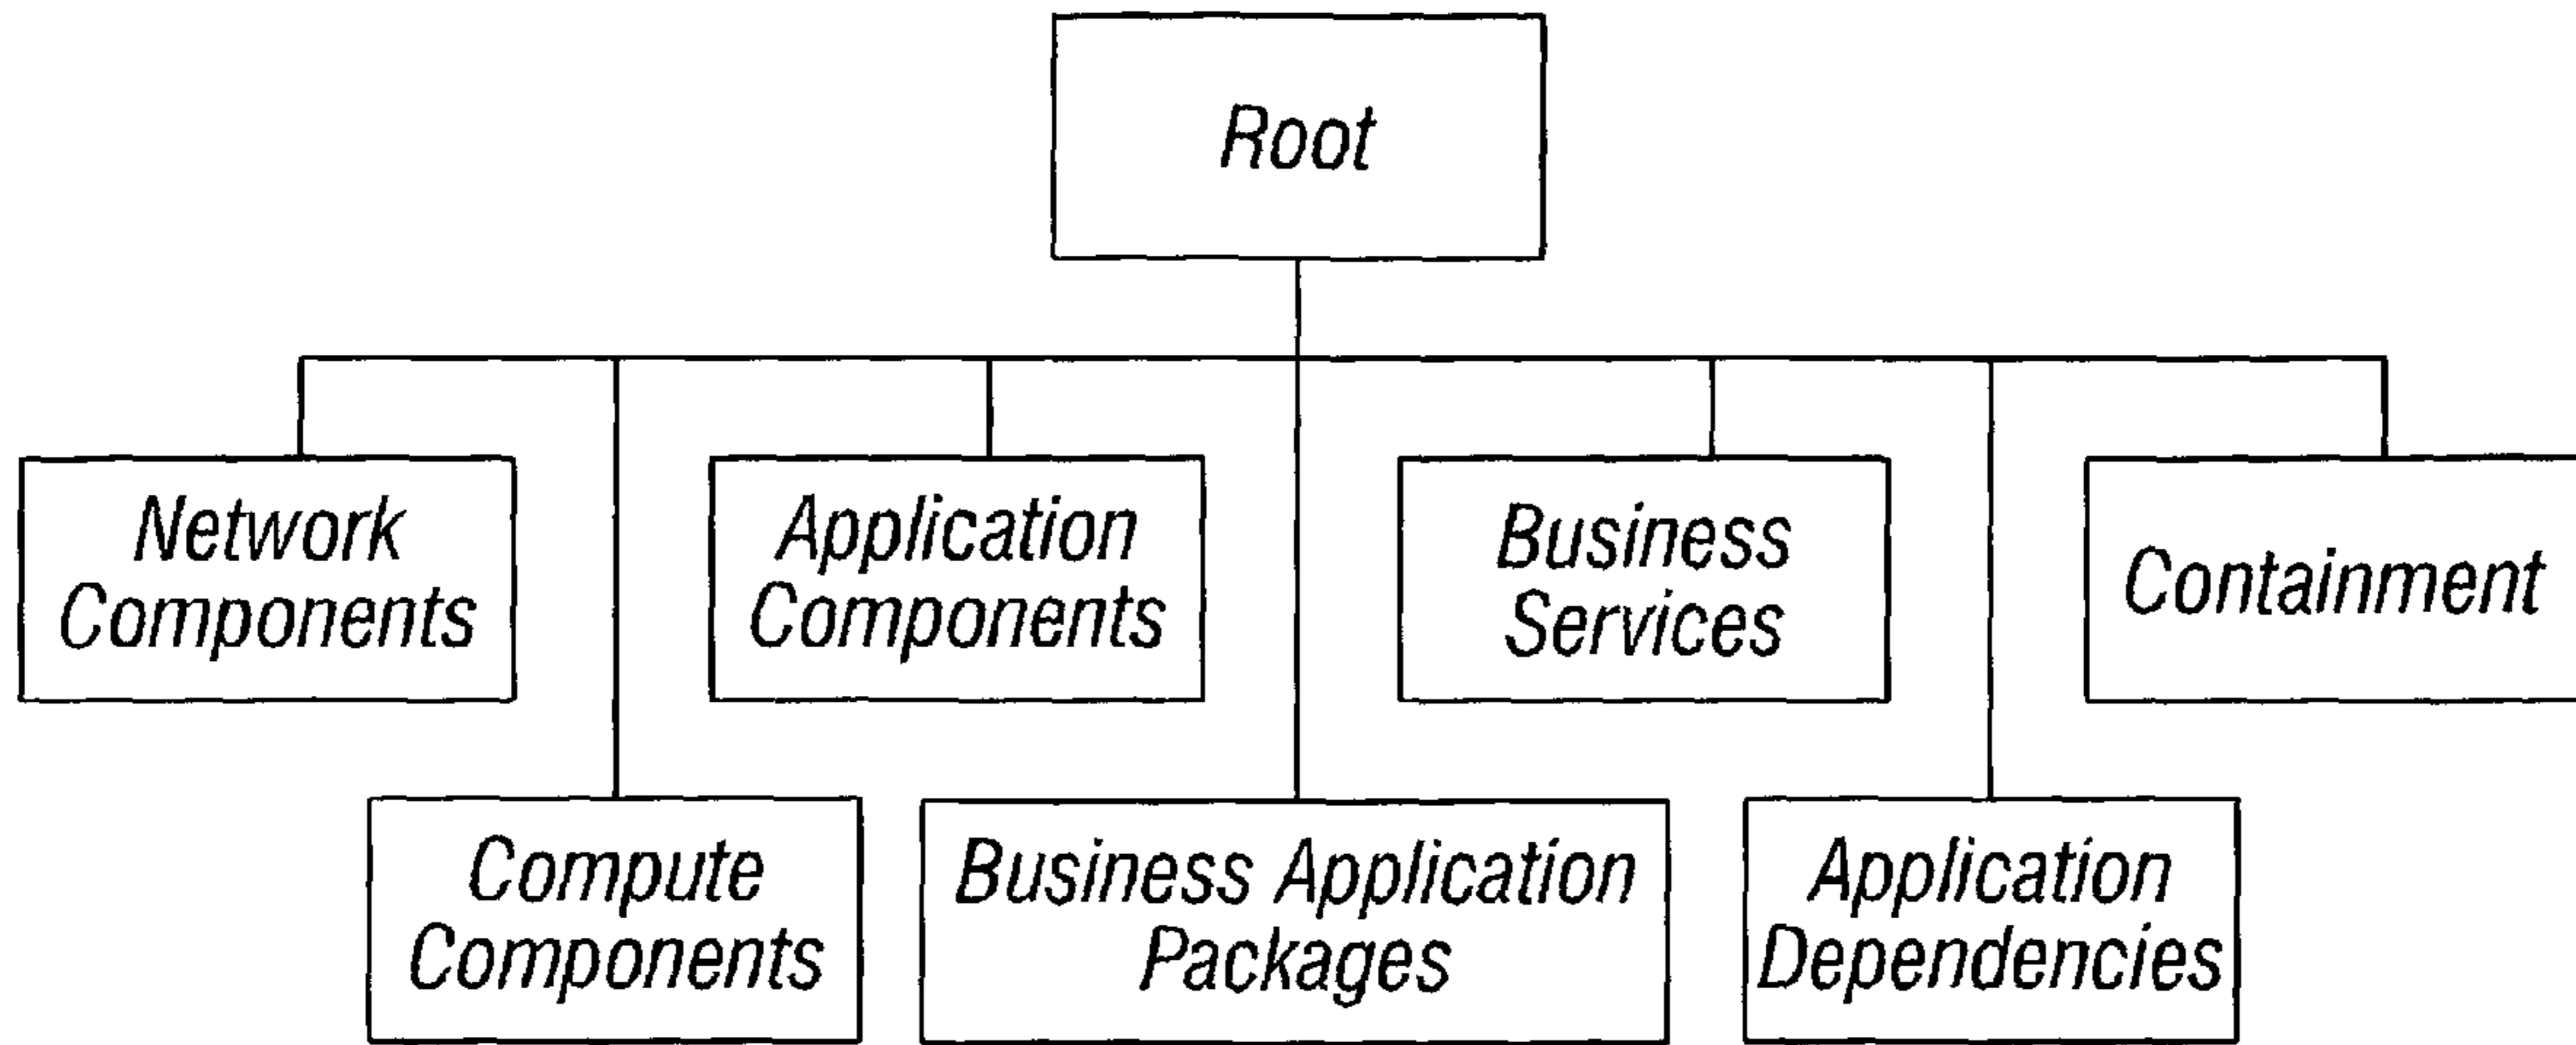 Root
Network
Components
Application
Components
Business
Services
Containment
Compute
Components
Business Application
Packages
Application
Dependencies